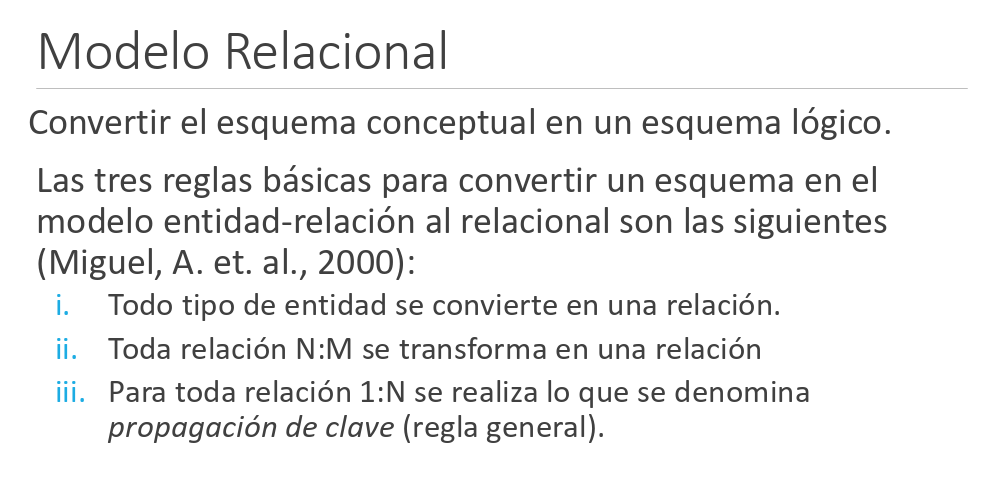 Modelo Relacional
Convertir el esquema conceptual en un esquema lógico.
Las tres reglas básicas para convertir un esquema en el
modelo entidad-relación al relacional son las siguientes
(Miguel, A. et. al., 2000):
i. Todo tipo de entidad se convierte en una relación.
ii. Toda relación N:M se transforma en una relación
iii. Para toda relación 1:N se realiza lo que se denomina
propagación de clave (regla general).